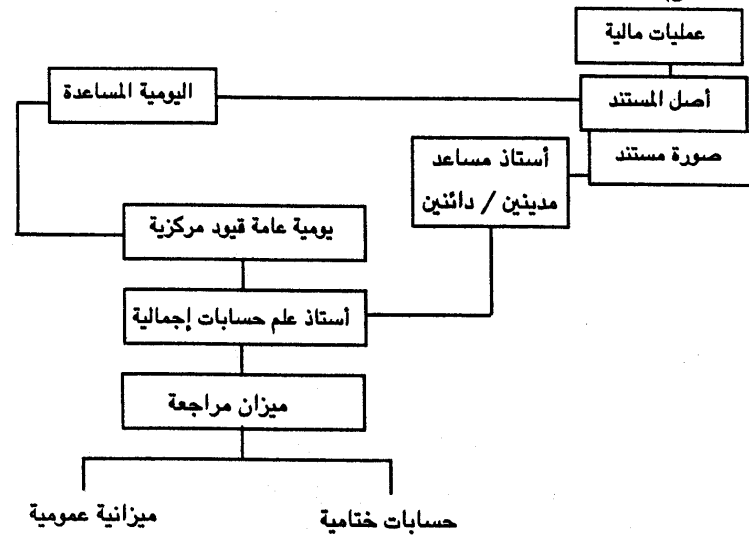 عمليات مالية
أصل المستند
اليومية المساعدة
صورة مستند
أستاذ مساعد
مدينين / دائنين
يومية عامة قيود مركزية
أستاذ علم حسابات إجمالية
ميزان مراجعة
ميزانية عمومية
حسابات ختامية